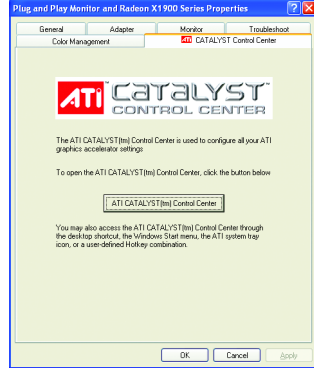 Plug and Play Monitor and Radeon X1900 Series Properties
General Adapter Monitor Troubleshoot
Color Management ATI CATALYST Control Center
ATI CATALYST™
CONTROL CENTER
The ATI CATALYST(tm) Control Center is used to configure all your ATI
graphics accelerator settings
To open the ATI CATALYST(tm) Control Center, click the button below
ATI CATALYST(tm) Control Center
You may also access the ATI CATALYST(tm) Control Center through
the desktop shortcut, the Windows Start menu, the ATI system tray
icon, or a user-defined Hotkey combination.
OK Cancel Apply